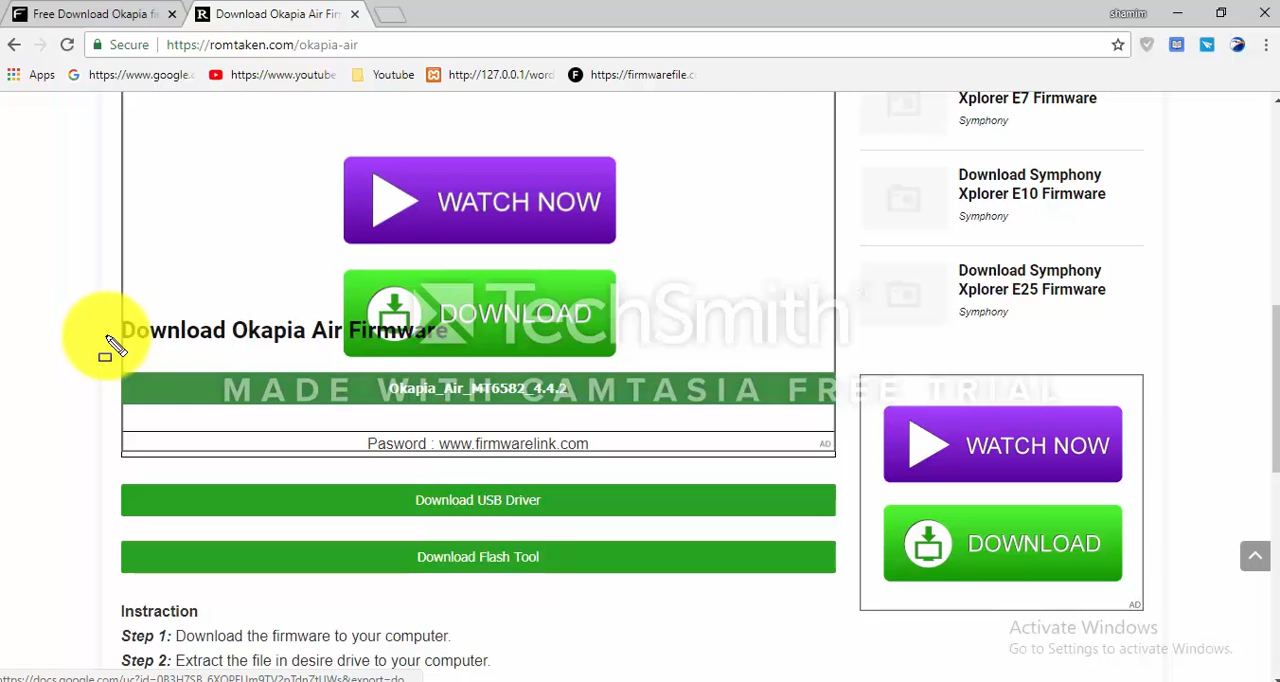 Free Download Okapia fi
Download Okapia Air Fir
shamim
Secure
https://romtaken.com/okapia-air
Apps
https://www.google.
https://www.youtube
Youtube
http://127.0.0.1/word
https://firmwarefile.c
Xplorer E7 Firmware
Symphony
Download Symphony
Xplorer E10 Firmware
Symphony
Download Symphony
Xplorer E25 Firmware
Symphony
WATCH NOW
DOWNLOAD
TechSmith
Download Okapia Air Firmware
Okapia_Air_MT6582_4.4.2
MADE WITH CAMTASIA FREE TRIAL
Pasword : www.firmwarelink.com
AD
Download USB Driver
Download Flash Tool
WATCH NOW
DOWNLOAD
AD
Instraction
Step 1: Download the firmware to your computer.
Step 2: Extract the file in desire drive to your computer.
Activate Windows
Go to Settings to activate Windows.